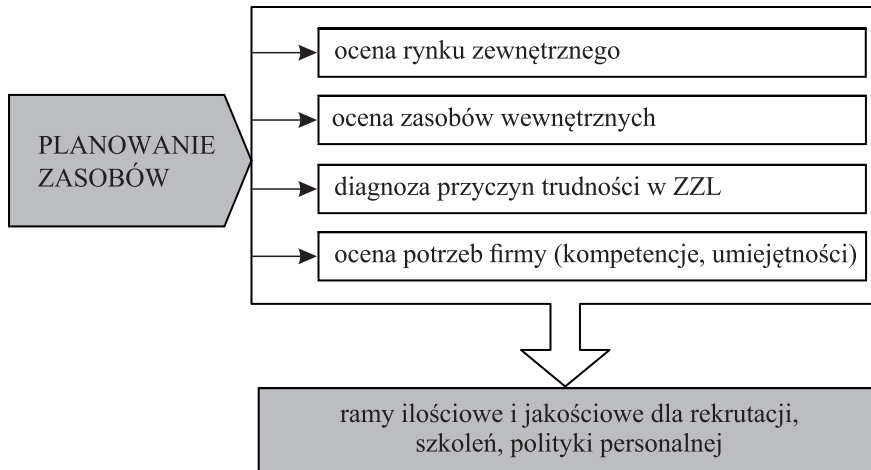 PLANOWANIE
ZASOBÓW
ocena rynku zewnętrznego
ocena zasobów wewnętrznych
diagnoza przyczyn trudności w ZZL
ocena potrzeb firmy (kompetencje, umiejętności)
ramy ilościowe i jakościowe dla rekrutacji,
szkoleń, polityki personalnej